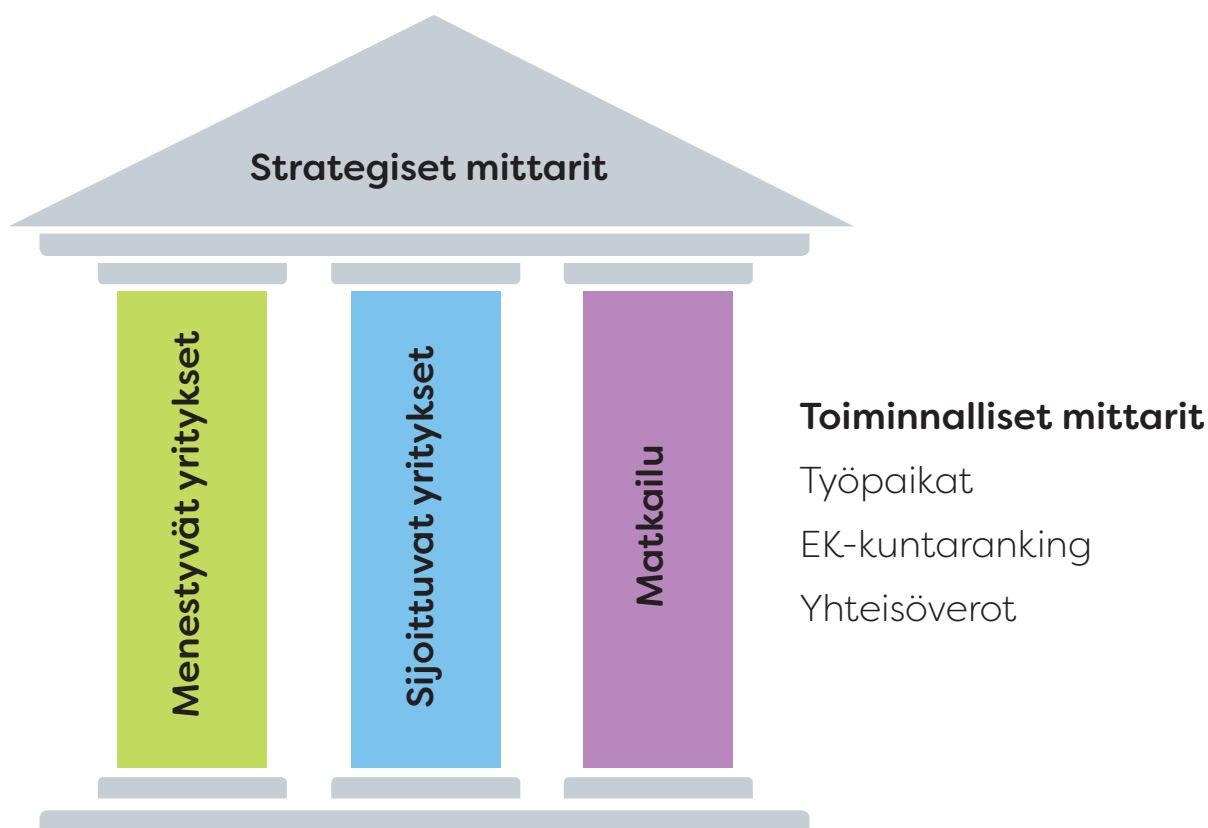 Strategiset mittarit
Menestyvät yritykset
Sijoittuvat yritykset
Matkailu
Toiminnalliset mittarit
Työpaikat
EK-kuntaranking
Yhteisöverot